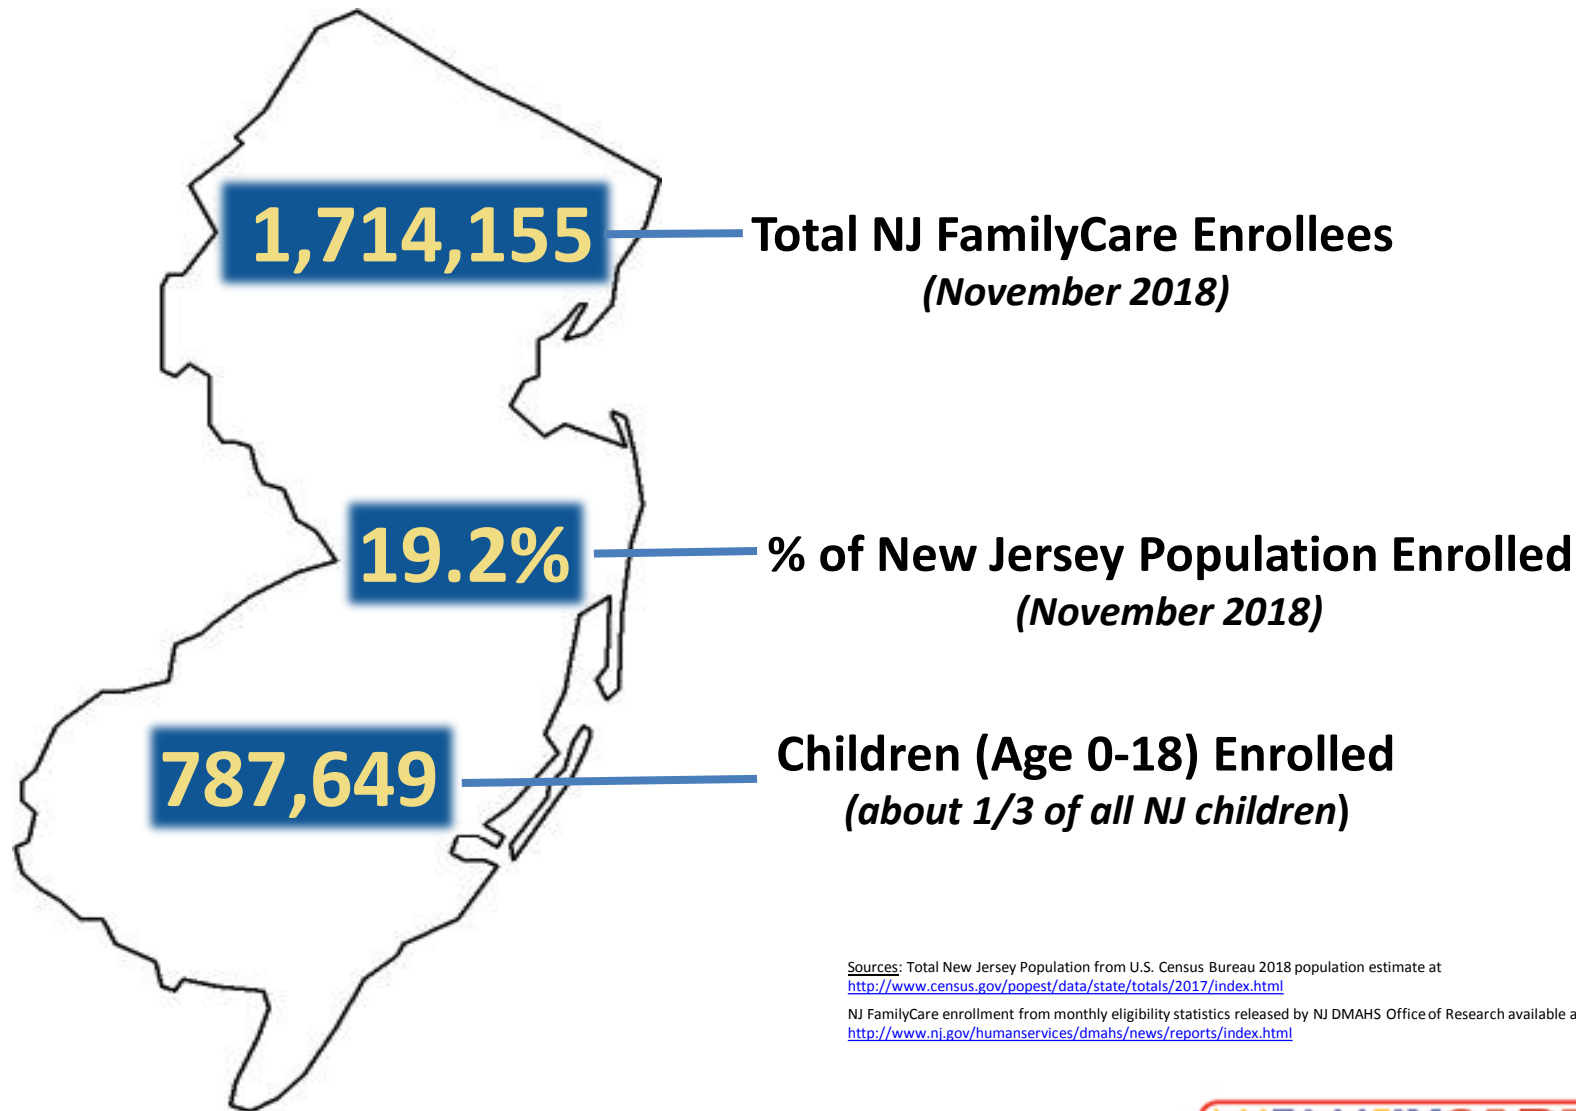 1,714,155
Total NJ FamilyCare Enrollees
(November 2018)
19.2%
% of New Jersey Population Enrolled
(November 2018)
787,649
Children (Age 0-18) Enrolled
(about 1/3 of all NJ children)
Sources: Total New Jersey Population from U.S. Census Bureau 2018 population estimate at
http://www.census.gov/popest/data/state/totals/2017/index.html
NJ FamilyCare enrollment from monthly eligibility statistics released by NJ DMAHS Office of Research available a
http://www.nj.gov/humanservices/dmahs/news/reports/index.html